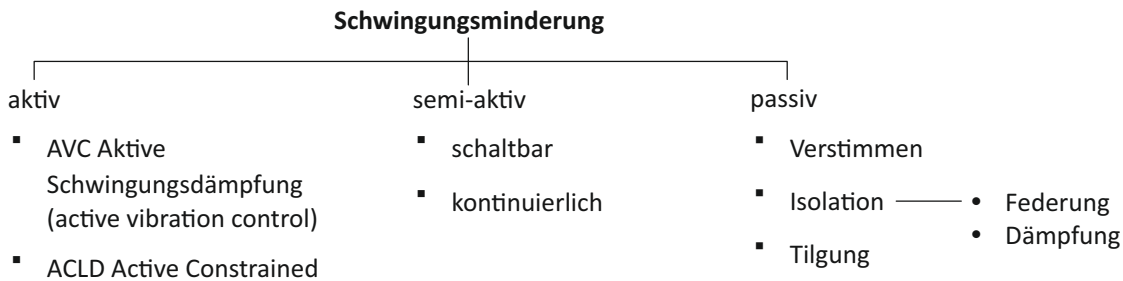 Schwingungsminderung
aktiv
▪ AVC Aktive
Schwingungsdämpfung
(active vibration control)
▪ ACLD Active Constrained
semi-aktiv
▪ schaltbar
▪ kontinuierlich
passiv
▪ Verstimmen
▪ Isolation
• Federung
• Dämpfung
▪ Tilgung